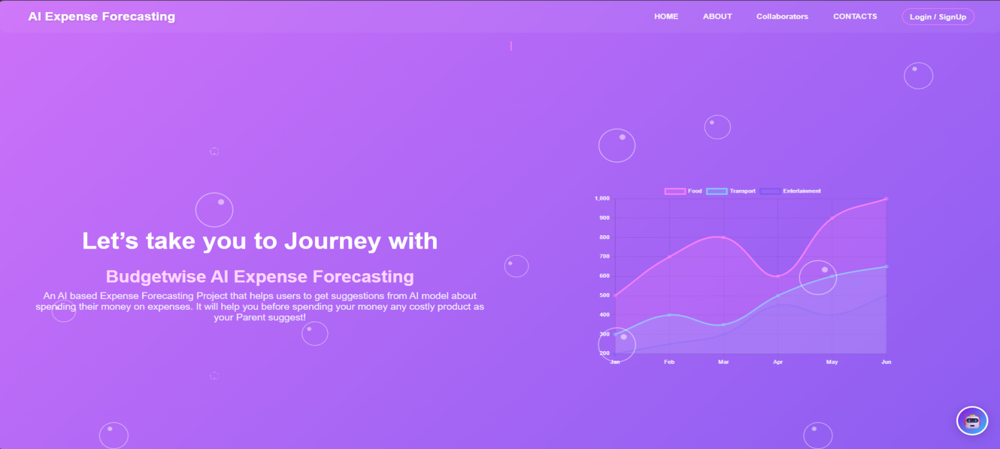 AI Expense Forecasting
HOME
ABOUT
Collaborators
CONTACTS
Login / SignUp
Let’s take you to Journey with
Budgetwise AI Expense Forecasting
An AI based Expense Forecasting Project that helps users to get suggestions from AI model about
spending their money on expenses. It will help you before spending your money any costly product as
your Parent suggest!
Food
Transport
Entertainment
1,000
900
800
700
600
500
400
300
200
Jan
Feb
Mar
Apr
May
Jun